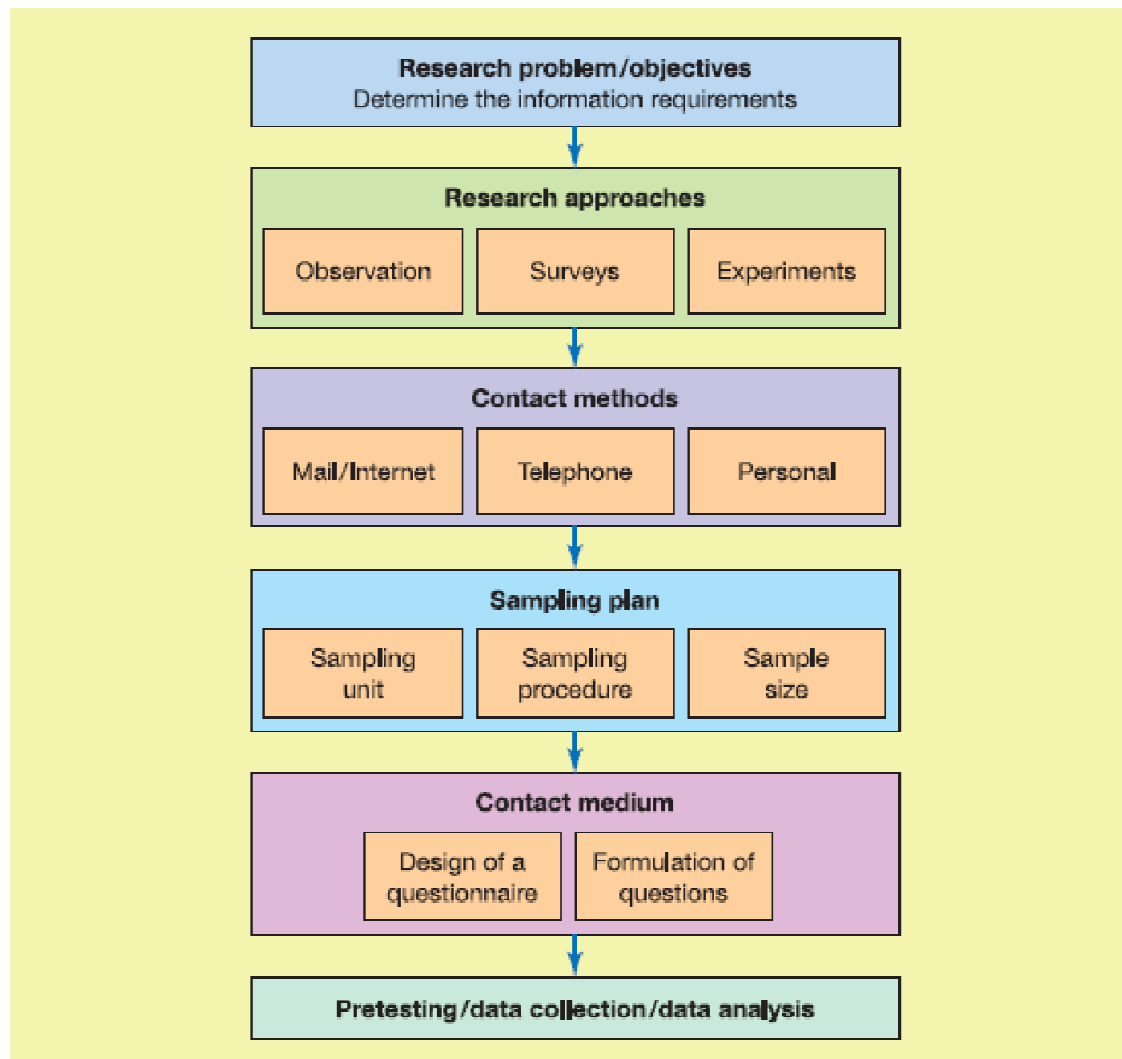 Research problem/objectives
Determine the information requirements
Research approaches
Observation
Surveys
Experiments
Contact methods
Mail/Internet
Telephone
Personal
Sampling plan
Sampling
unit
Sampling
procedure
Sample
size
Contact medium
Design of a
questionnaire
Formulation of
questions
Pretesting/data collection/data analysis